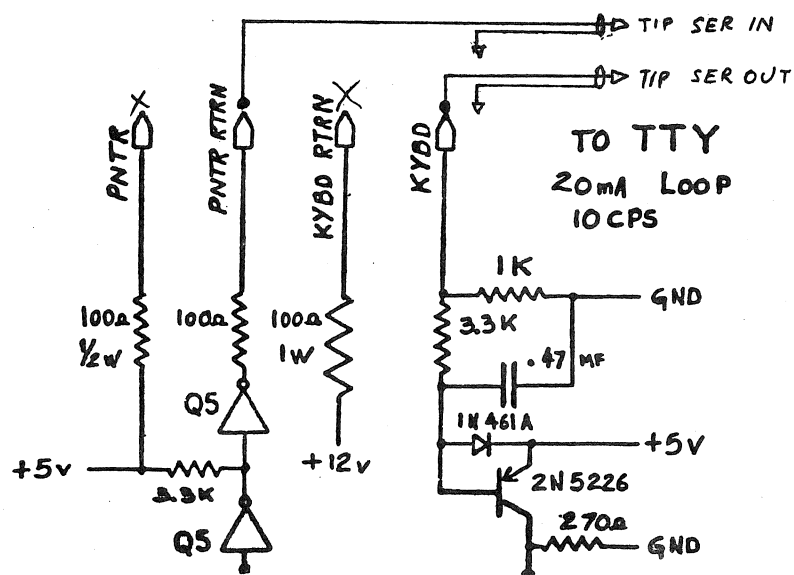 TIP SER IN
TIP SER OUT
X
X
PNTR
PNTR RTRN
KYBD RTRN
KYBD
TO TTY
20mA LOOP
10 CPS
1K
GND
100Ω
1/2W
100Ω
100Ω
1W
3.3K
.47 MF
Q5
1N461A
+5v
+5v
3.3K
+12v
2N5226
Q5
270Ω
GND